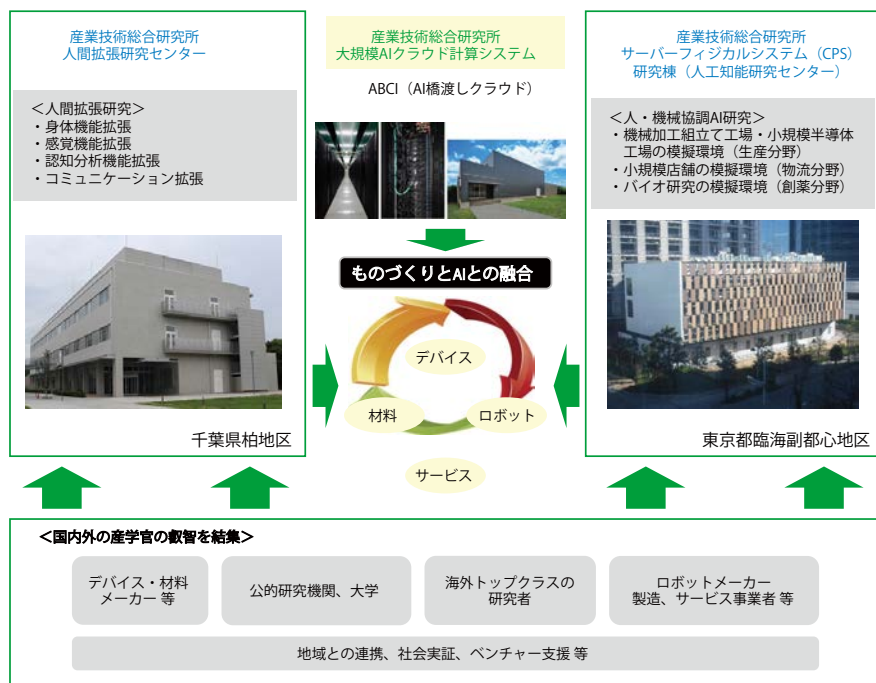 産業技術総合研究所
人間拡張研究センター
＜人間拡張研究＞
・身体機能拡張
・感覚機能拡張
・認知分析機能拡張
・コミュニケーション拡張
千葉県柏地区
産業技術総合研究所
大規模AIクラウド計算システム
ABCI（AI橋渡しクラウド）
ものづくりとAIとの融合
デバイス
材料
ロボット
サービス
産業技術総合研究所
サーバーフィジカルシステム（CPS）
研究棟（人工知能研究センター）
＜人・機械協調AI研究＞
・機械加工組立て工場・小規模半導体
工場の模擬環境（生産分野）
・小規模店舗の模擬環境（物流分野）
・バイオ研究の模擬環境（創薬分野）
東京都臨海副都心地区
＜国内外の産学官の叡智を結集＞
デバイス・材料
メーカー 等
公的研究機関、大学
海外トップクラスの
研究者
ロボットメーカー
製造、サービス事業者 等
地域との連携、社会実証、ベンチャー支援 等